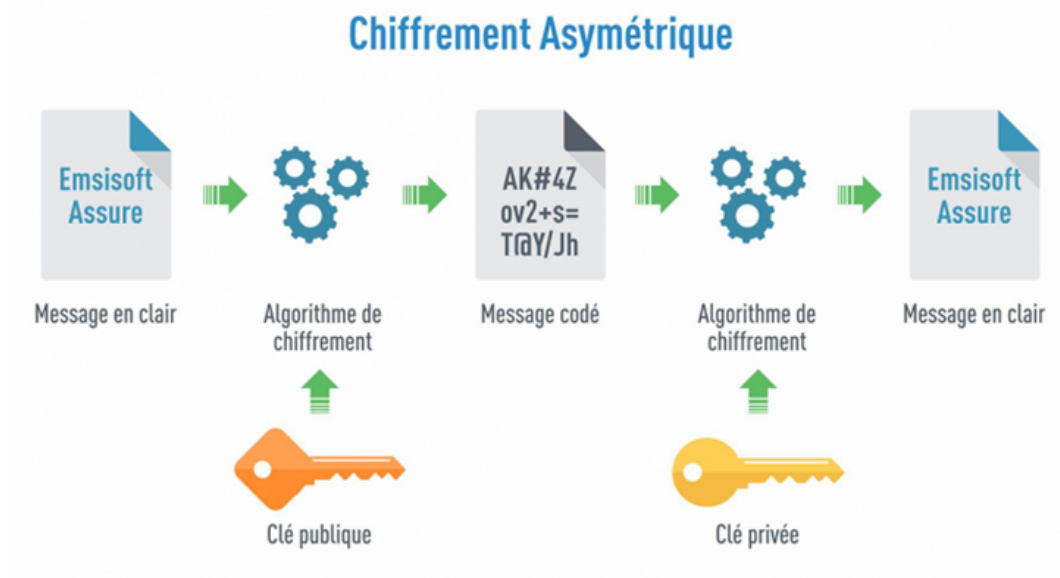 Chiffrement Asymétrique
Emsisoft
Assure
AK#4Z
ov2+s=
T@Y/Jh
Emsisoft
Assure
Message en clair
Algorithme de
chiffrement
Message codé
Algorithme de
chiffrement
Message en clair
Clé publique
Clé privée